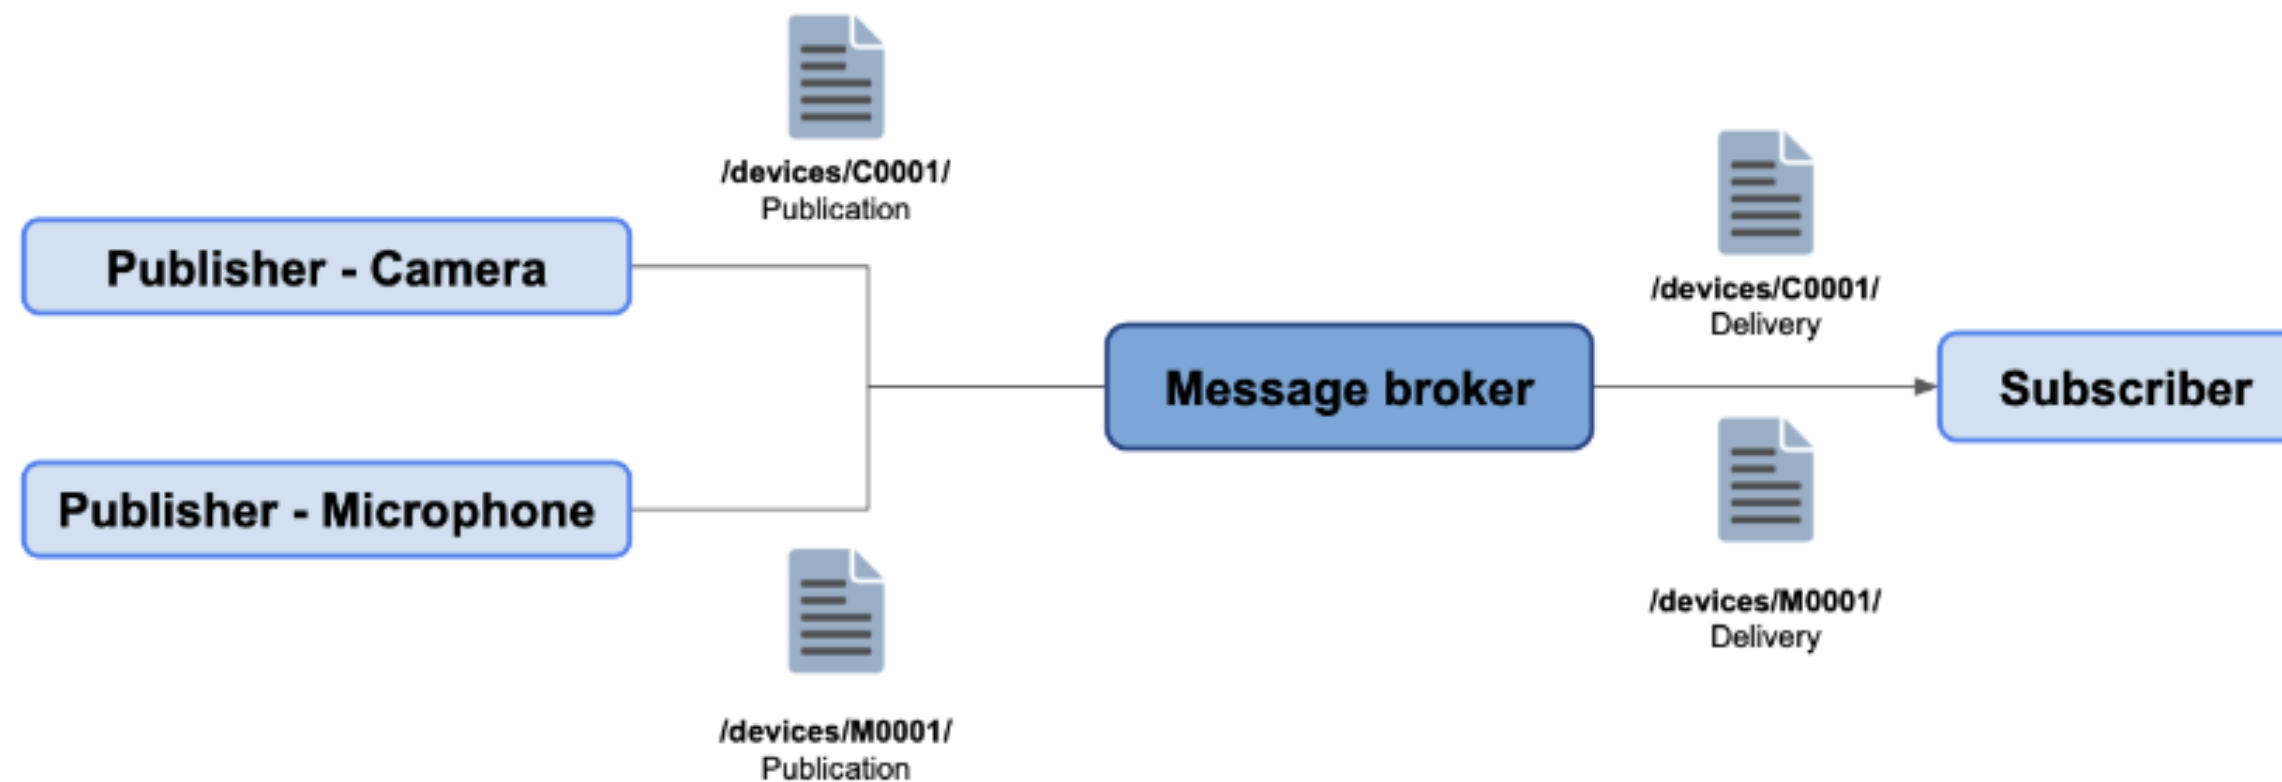 /devices/C0001/
Publication
Publisher - Camera
Publisher - Microphone
/devices/M0001/
Publication
Message broker
/devices/C0001/
Delivery
/devices/M0001/
Delivery
Subscriber